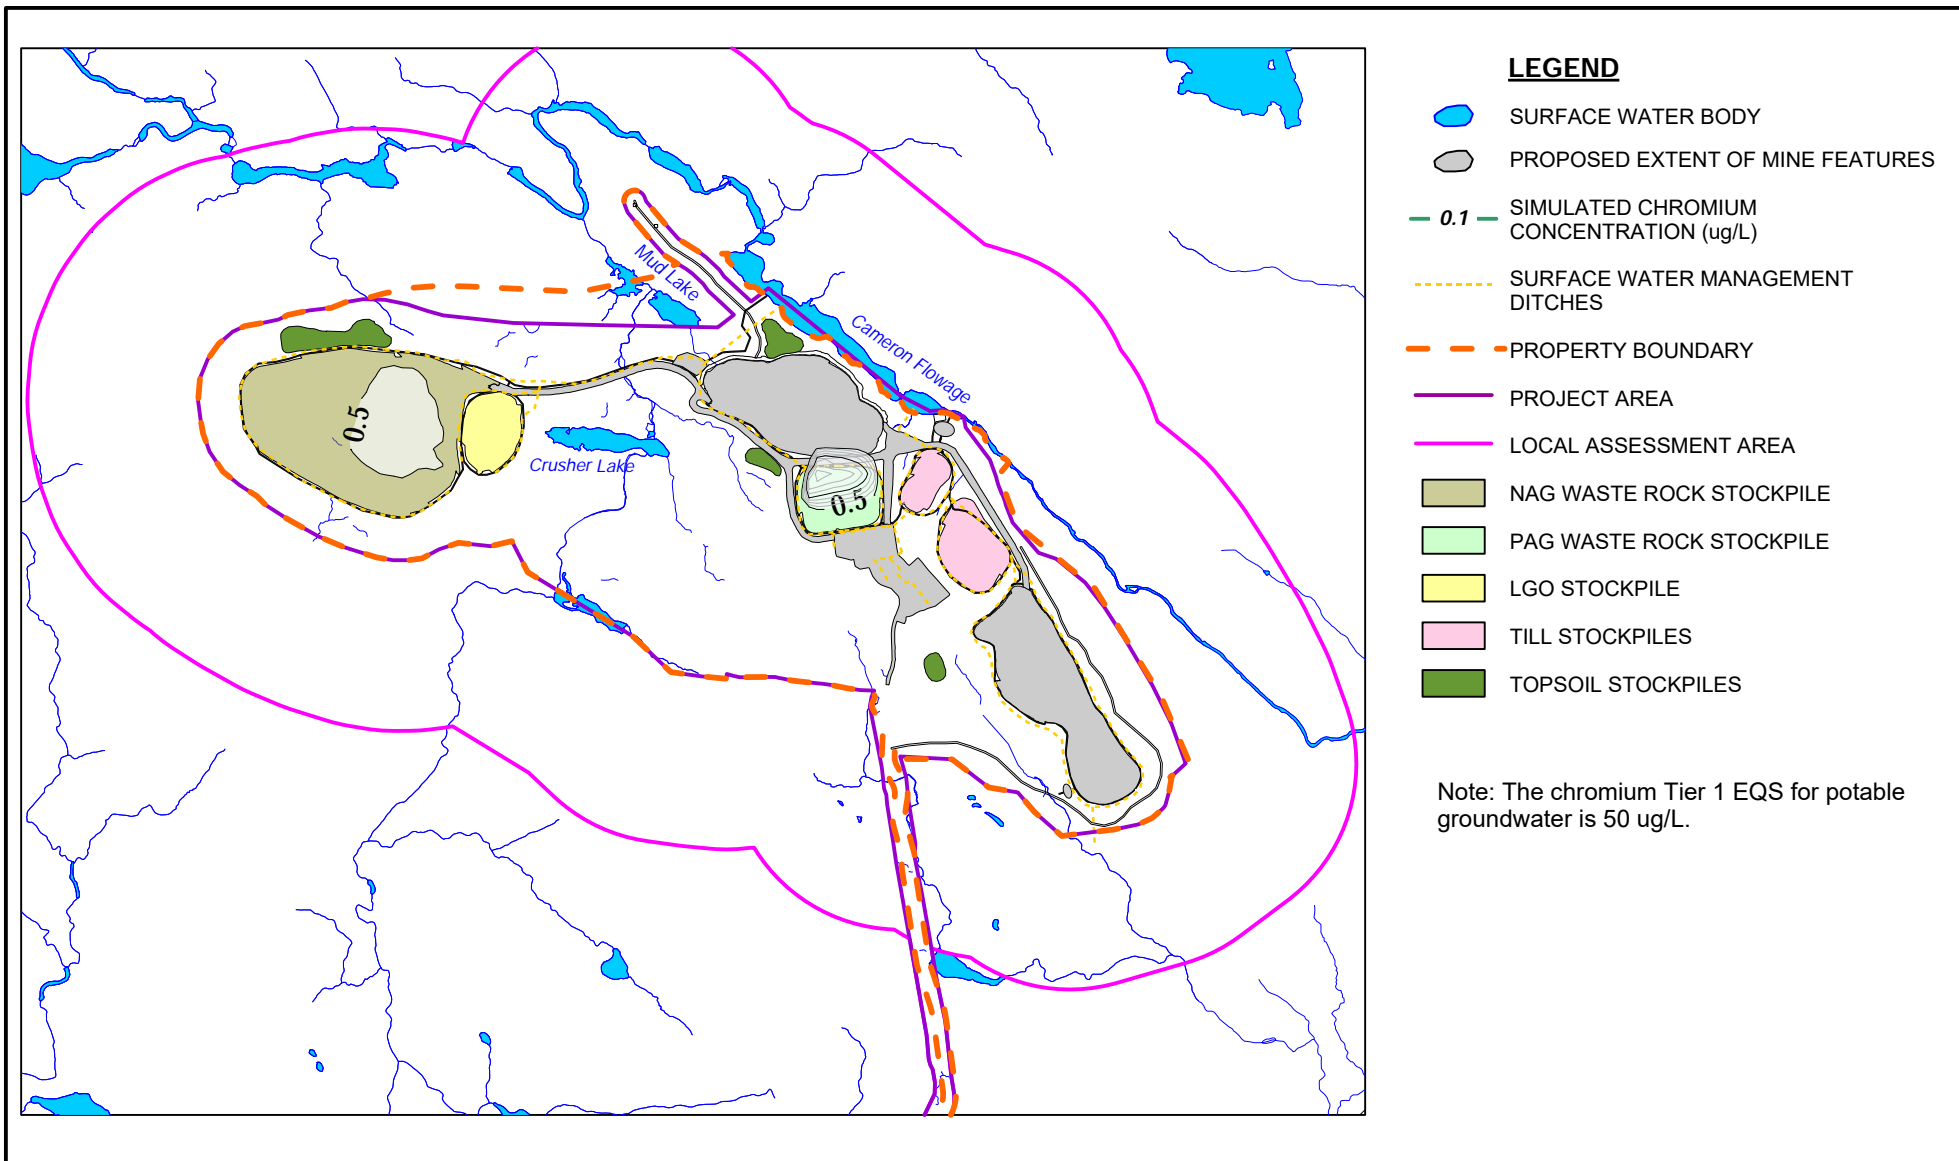 Mud Lake
Cameron Flowage
0.5
Crusher Lake
0.5
LEGEND
SURFACE WATER BODY
PROPOSED EXTENT OF MINE FEATURES
0.1
SIMULATED CHROMIUM
CONCENTRATION (ug/L)
SURFACE WATER MANAGEMENT
DITCHES
PROPERTY BOUNDARY
PROJECT AREA
LOCAL ASSESSMENT AREA
NAG WASTE ROCK STOCKPILE
PAG WASTE ROCK STOCKPILE
LGO STOCKPILE
TILL STOCKPILES
TOPSOIL STOCKPILES
Note: The chromium Tier 1 EQS for potable
groundwater is 50 ug/L.